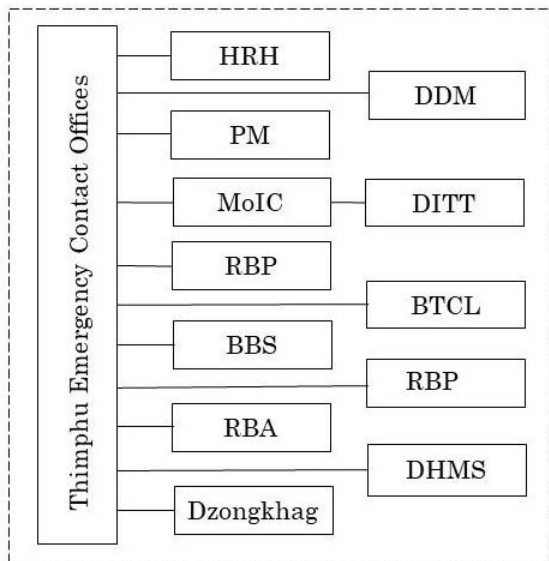 Thimphu Emergency Contact Offices
HRH
DDM
PM
MoIC
DITT
RBP
BTCL
BBS
RBP
RBA
DHMS
Dzongkhag